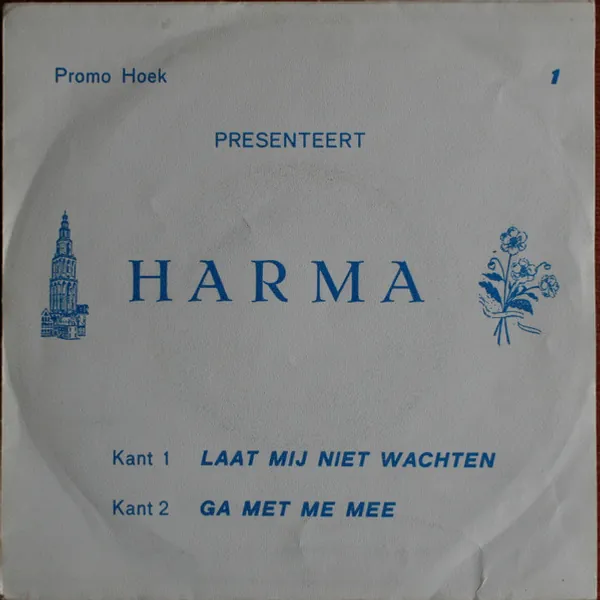 Promo Hoek 1
PRESENTEERT
HARMA
Kant 1 LAAT MIJ NIET WACHTEN
Kant 2 GA MET ME MEE